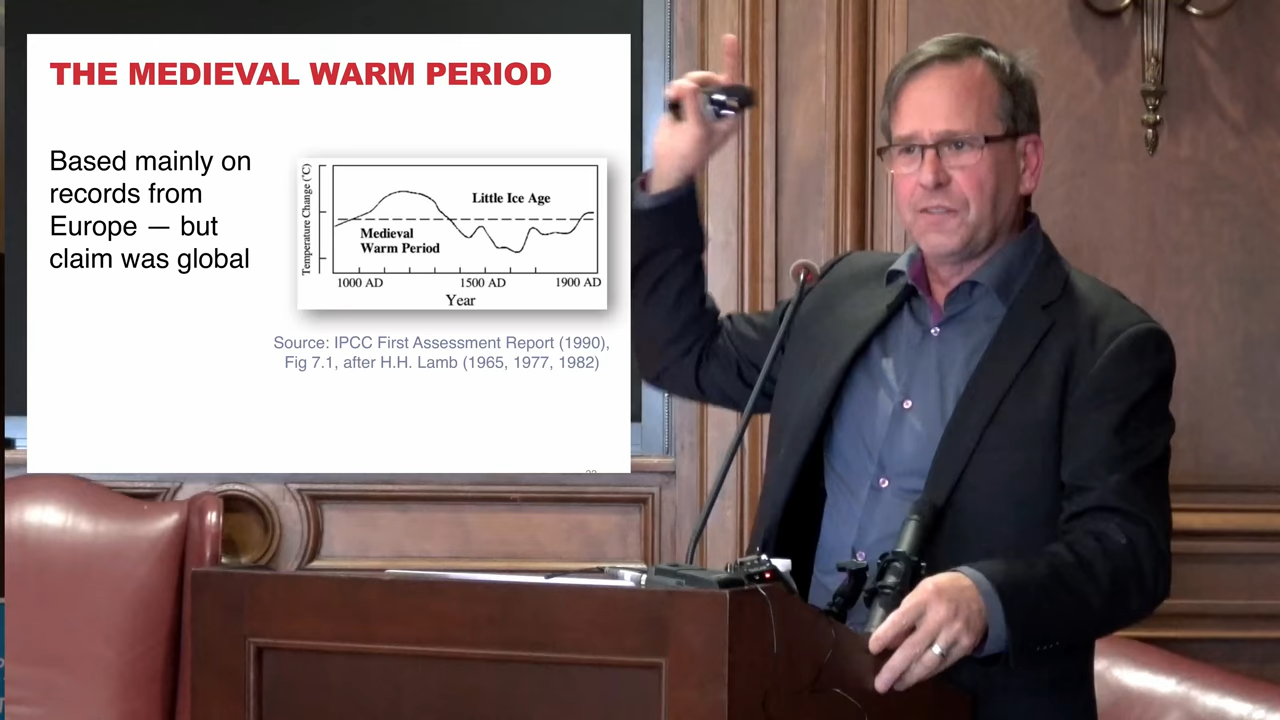 THE MEDIEVAL WARM PERIOD
Based mainly on
records from
Europe — but
claim was global
Temperature Change (°C)
Little Ice Age
Medieval
Warm Period
1000 AD 1500 AD 1900 AD
Year
Source: IPCC First Assessment Report (1990),
Fig 7.1, after H.H. Lamb (1965, 1977, 1982)